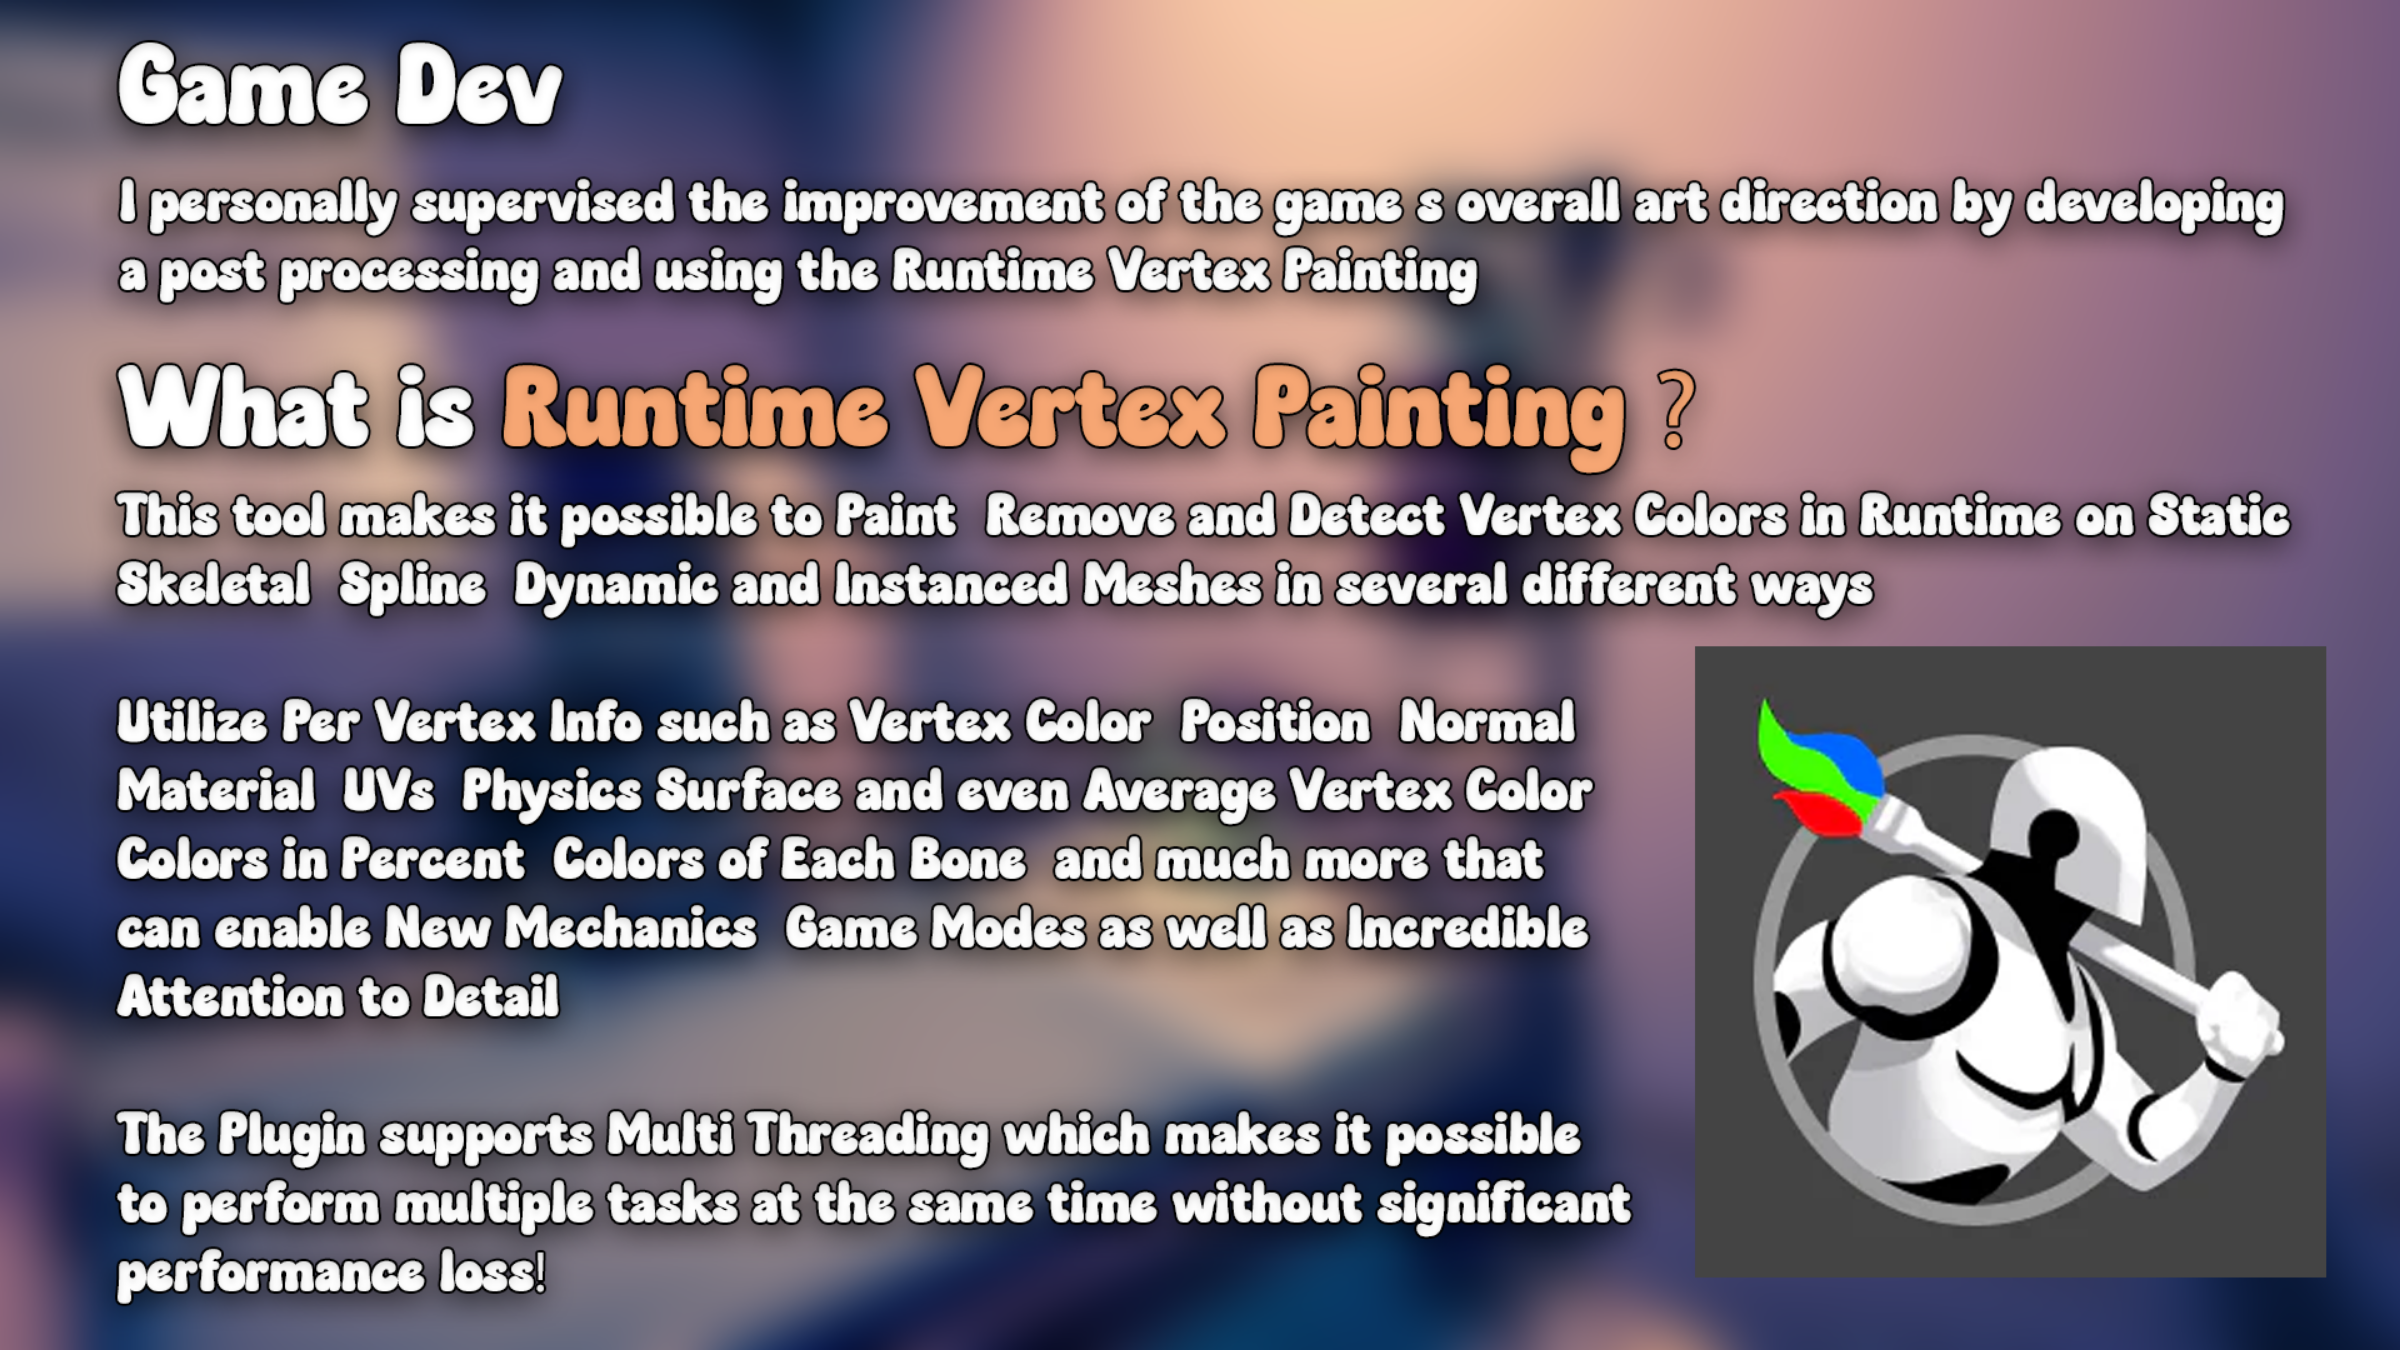 Game Dev
I personally supervised the improvement of the game s overall art direction by developing
a post processing and using the Runtime Vertex Painting
What is Runtime Vertex Painting ?
This tool makes it possible to Paint Remove and Detect Vertex Colors in Runtime on Static
Skeletal Spline Dynamic and Instanced Meshes in several different ways
Utilize Per Vertex Info such as Vertex Color Position Normal
Material UVs Physics Surface and even Average Vertex Color
Colors in Percent Colors of Each Bone and much more that
can enable New Mechanics Game Modes as well as Incredible
Attention to Detail
The Plugin supports Multi Threading which makes it possible
to perform multiple tasks at the same time without significant
performance loss!